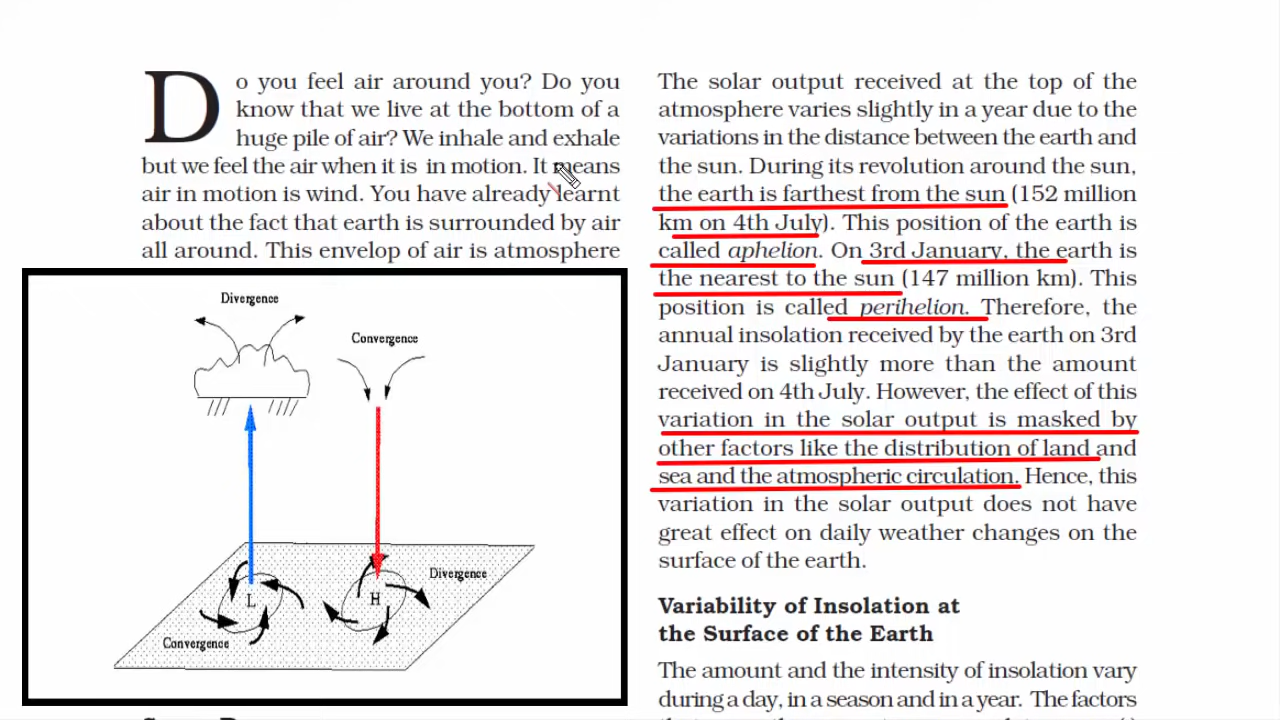 Do you feel air around you? Do you
know that we live at the bottom of a
huge pile of air? We inhale and exhale
but we feel the air when it is in motion. It means
air in motion is wind. You have already learnt
about the fact that earth is surrounded by air
all around. This envelop of air is atmosphere
Divergence
Convergence
L
H
Divergence
Convergence
The solar output received at the top of the
atmosphere varies slightly in a year due to the
variations in the distance between the earth and
the sun. During its revolution around the sun,
the earth is farthest from the sun (152 million
km on 4th July). This position of the earth is
called aphelion. On 3rd January, the earth is
the nearest to the sun (147 million km). This
position is called perihelion. Therefore, the
annual insolation received by the earth on 3rd
January is slightly more than the amount
received on 4th July. However, the effect of this
variation in the solar output is masked by
other factors like the distribution of land and
sea and the atmospheric circulation. Hence, this
variation in the solar output does not have
great effect on daily weather changes on the
surface of the earth.
Variability of Insolation at
the Surface of the Earth
The amount and the intensity of insolation vary
during a day, in a season and in a year. The factors